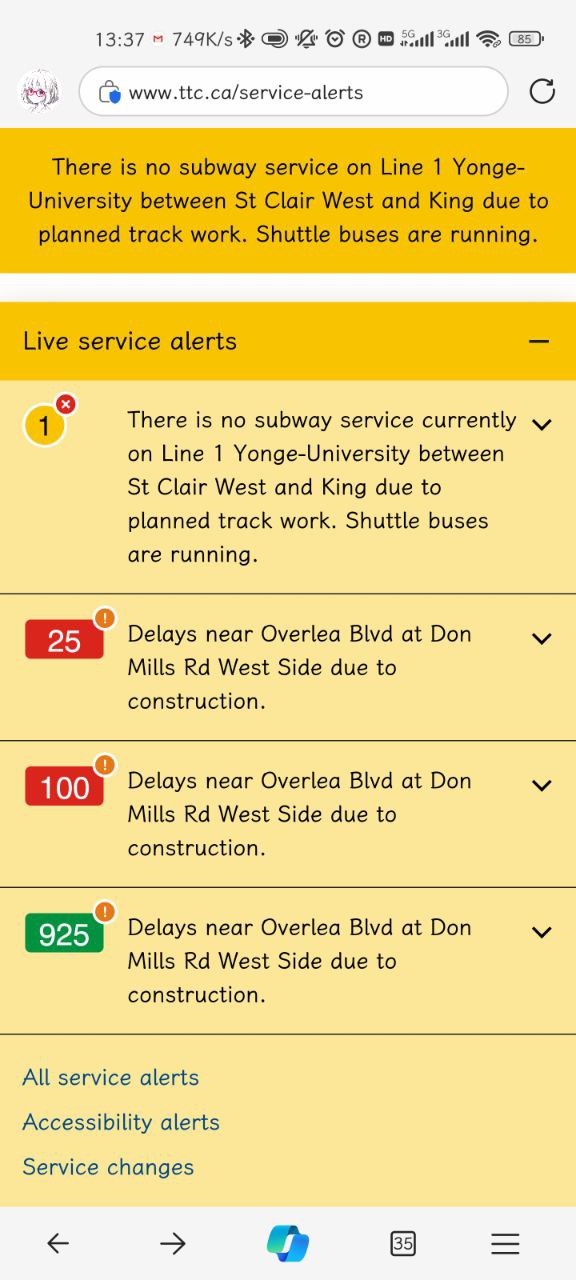 13:37 749K/s HD 5G 3G 85
www.ttc.ca/service-alerts
There is no subway service on Line 1 Yonge-
University between St Clair West and King due to
planned track work. Shuttle buses are running.
Live service alerts
1
There is no subway service currently
on Line 1 Yonge-University between
St Clair West and King due to
planned track work. Shuttle buses
are running.
25
Delays near Overlea Blvd at Don
Mills Rd West Side due to
construction.
100
Delays near Overlea Blvd at Don
Mills Rd West Side due to
construction.
925
Delays near Overlea Blvd at Don
Mills Rd West Side due to
construction.
All service alerts
Accessibility alerts
Service changes
35